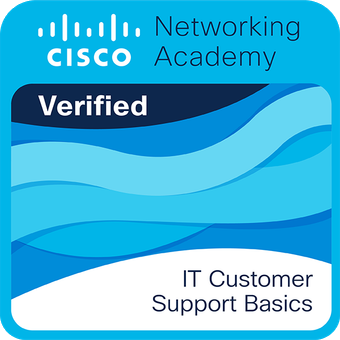 CISCO
Networking
Academy
Verified
IT Customer
Support Basics